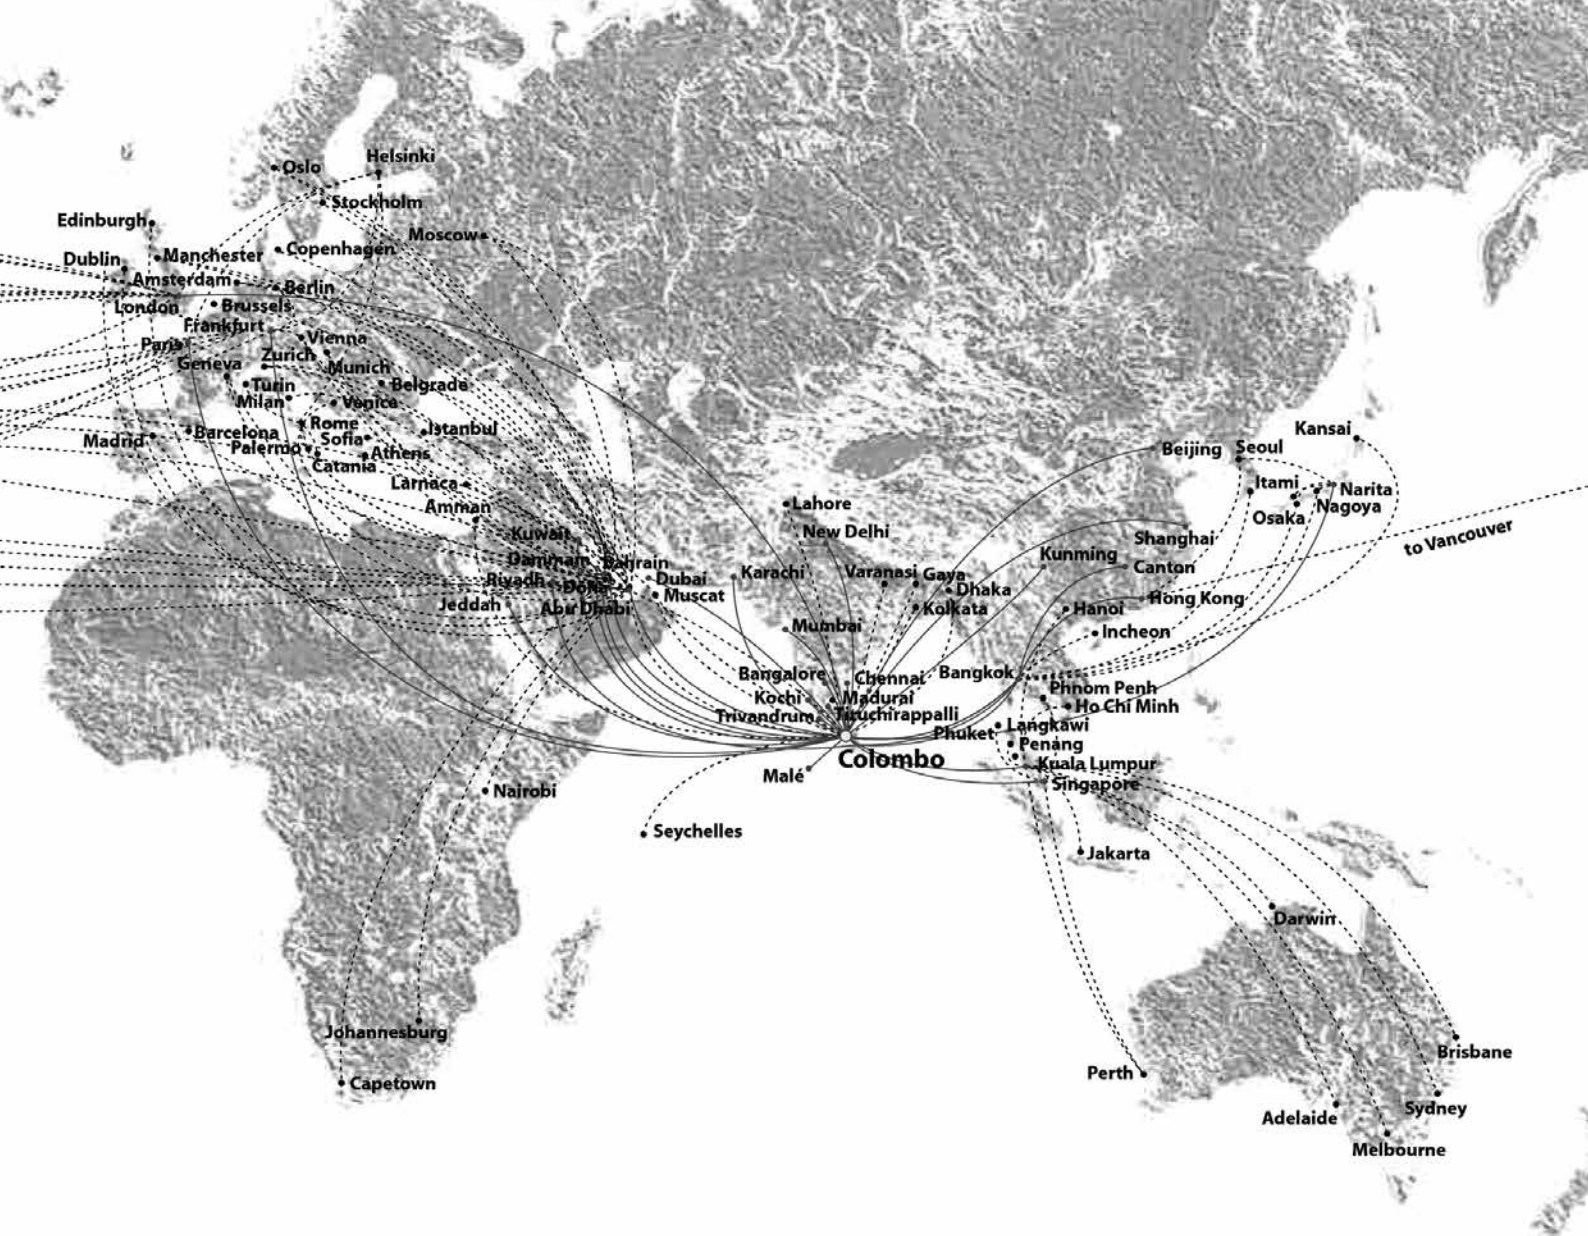 Helsinki
Oslo
Stockholm
Edinburgh
Moscow
Copenhagen
Dublin
Manchester
Amsterdam
Berlin
London
Brussels
Frankfurt
Vienna
Paris
Zurich
Geneva
Munich
Turin
Belgrade
Milan
Venice
Rome
Istanbul
Barcelona
Sofia
Madrid
Palermo
Athens
Catania
Larnaca
Amman
Kuwait
Dammam
Bahrain
Riyadh
Doha
Dubai
Muscat
Jeddah
Abu Dhabi
Lahore
New Delhi
Karachi
Varanasi
Gaya
Dhaka
Kolkata
Mumbai
Bangalore
Chennai
Kochi
Madurai
Trivandrum
Tiruchirappalli
Colombo
Malé
Seychelles
Nairobi
Johannesburg
Capetown
Kansai
Beijing
Seoul
Itami
Narita
Osaka
Nagoya
Shanghai
to Vancouver
Kunming
Canton
Hong Kong
Hanoi
Incheon
Bangkok
Phnom Penh
Ho Chi Minh
Langkawi
Phuket
Penang
Kuala Lumpur
Singapore
Jakarta
Darwin
Perth
Brisbane
Adelaide
Sydney
Melbourne